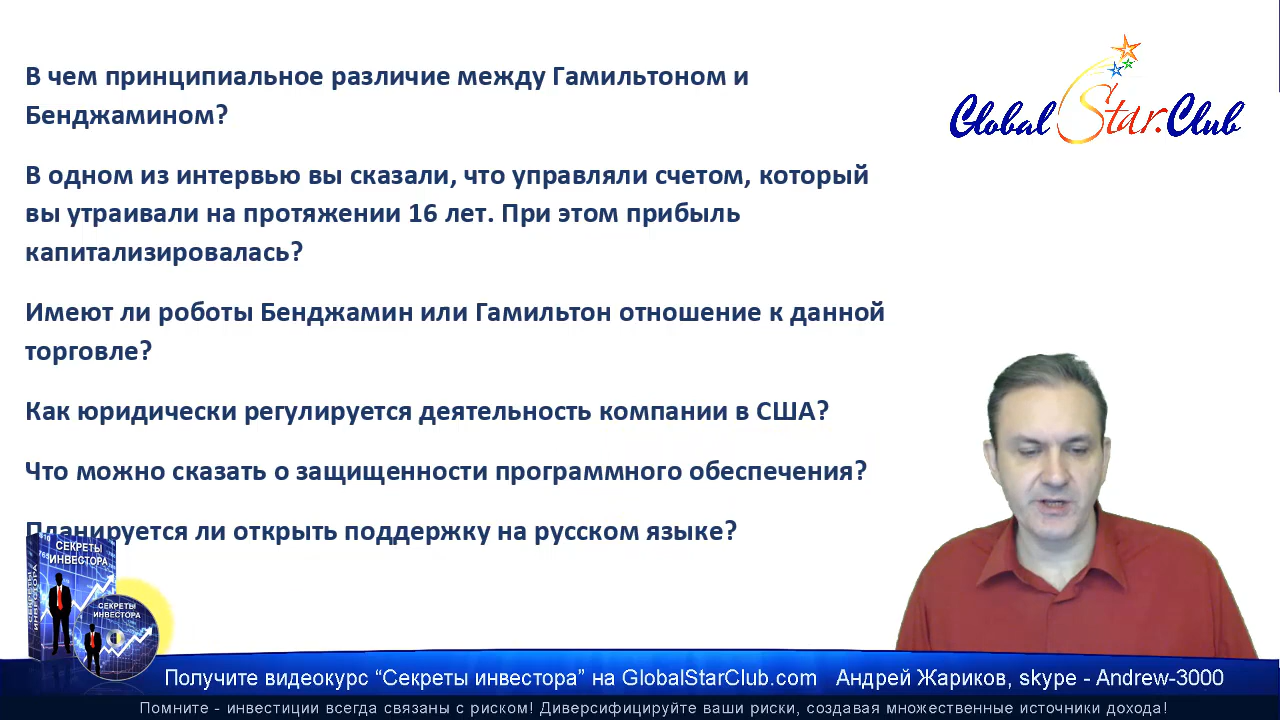 В чем принципиальное различие между Гамильтоном и
Бенджамином?
Global Star.Club
В одном из интервью вы сказали, что управляли счетом, который
вы утраивали на протяжении 16 лет. При этом прибыль
капитализировалась?
Имеют ли роботы Бенджамин или Гамильтон отношение к данной
торговле?
Как юридически регулируется деятельность компании в США?
Что можно сказать о защищенности программного обеспечения?
Планируется ли открыть поддержку на русском языке?
СЕКРЕТЫ
ИНВЕСТОРА
СЕКРЕТЫ ИНВЕСТОРА
СЕКРЕТЫ
ИНВЕСТОРА
Получите видеокурс “Секреты инвестора” на GlobalStarClub.com Андрей Жариков, skype - Andrew-3000
Помните - инвестиции всегда связаны с риском! Диверсифицируйте ваши риски, создавая множественные источники дохода!